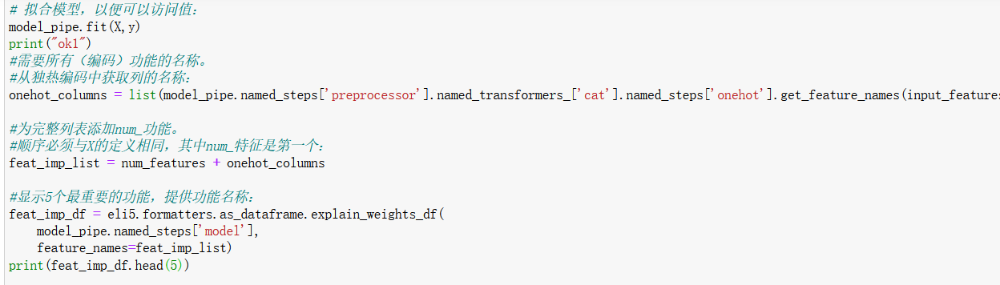 # 拟合模型，以便可以访问值：
model_pipe.fit(X,y)
print("ok1")
#需要所有（编码）功能的名称。
#从独热编码中获取列的名称：
onehot_columns = list(model_pipe.named_steps['preprocessor'].named_transformers_['cat'].named_steps['onehot'].get_feature_names(input_features
#为完整列表添加num_功能。
#顺序必须与X的定义相同，其中num_特征是第一个：
feat_imp_list = num_features + onehot_columns
#显示5个最重要的功能，提供功能名称：
feat_imp_df = eli5.formatters.as_dataframe.explain_weights_df(
    model_pipe.named_steps['model'],
    feature_names=feat_imp_list)
print(feat_imp_df.head(5))